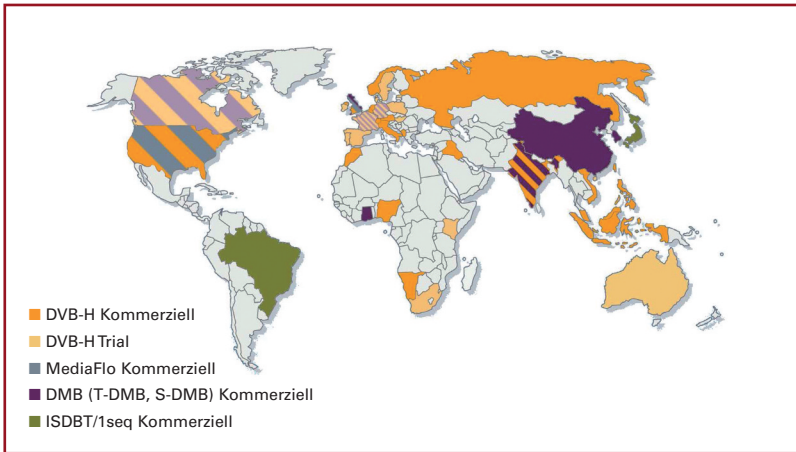 DVB-H Kommerziell
DVB-H Trial
MediaFlo Kommerziell
DMB (T-DMB, S-DMB) Kommerziell
ISDBT/1seq Kommerziell